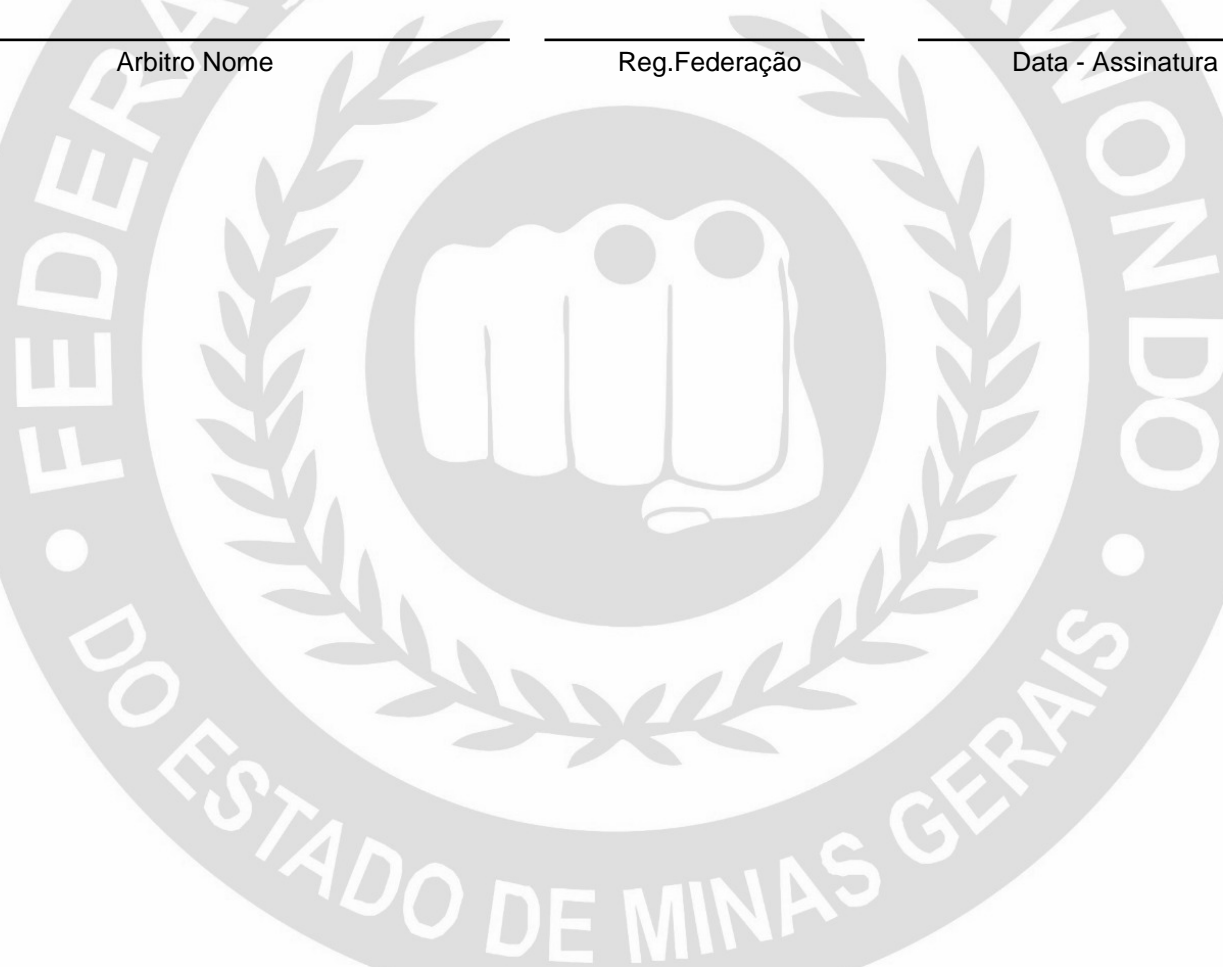 Arbitro Nome
Reg.Federação
Data - Assinatura
DO ESTADO DE MINAS GERAIS